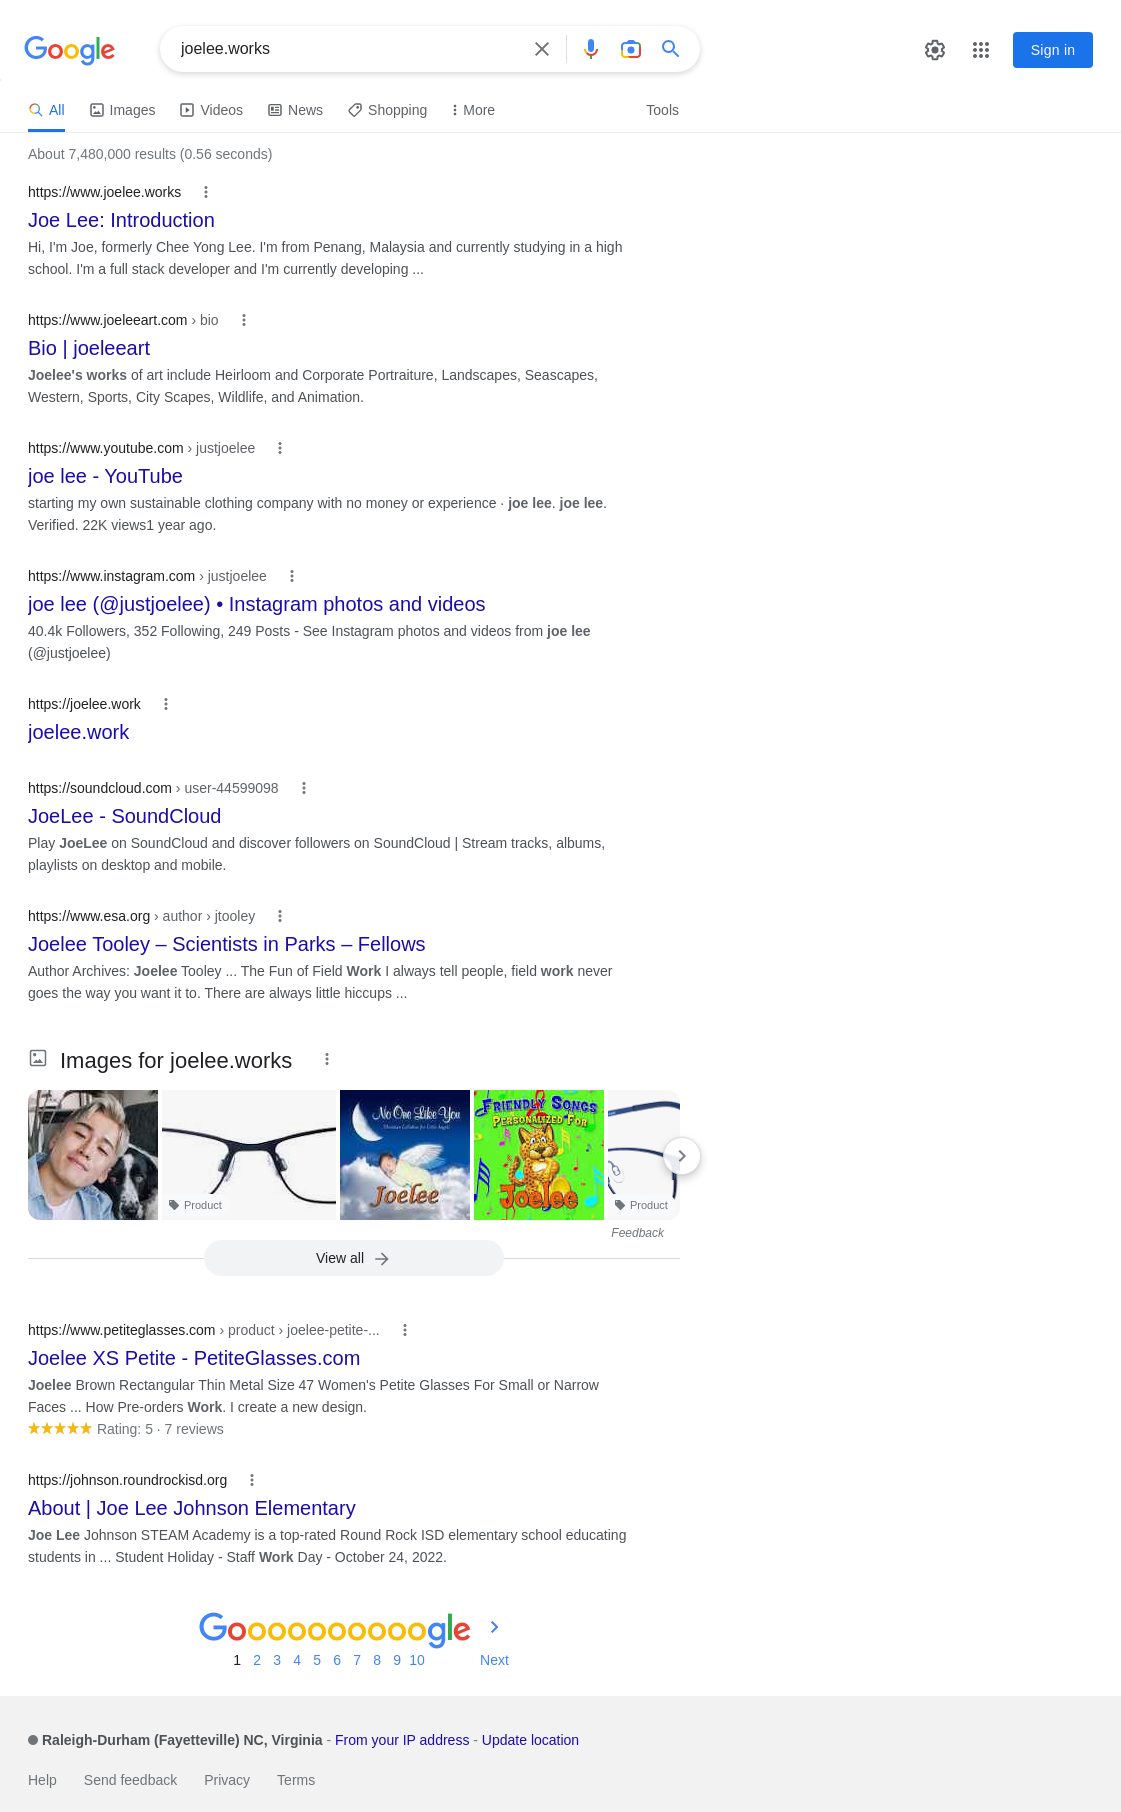 Google
joelee.works
Sign in
All Images Videos News Shopping More Tools
About 7,480,000 results (0.56 seconds)
https://www.joelee.works
Joe Lee: Introduction
Hi, I'm Joe, formerly Chee Yong Lee. I'm from Penang, Malaysia and currently studying in a high
school. I'm a full stack developer and I'm currently developing ...
https://www.joeleeart.com › bio
Bio | joeleeart
Joelee's works of art include Heirloom and Corporate Portraiture, Landscapes, Seascapes,
Western, Sports, City Scapes, Wildlife, and Animation.
https://www.youtube.com › justjoelee
joe lee - YouTube
starting my own sustainable clothing company with no money or experience · joe lee. joe lee.
Verified. 22K views1 year ago.
https://www.instagram.com › justjoelee
joe lee (@justjoelee) • Instagram photos and videos
40.4k Followers, 352 Following, 249 Posts - See Instagram photos and videos from joe lee
(@justjoelee)
https://joelee.work
joelee.work
https://soundcloud.com › user-44599098
JoeLee - SoundCloud
Play JoeLee on SoundCloud and discover followers on SoundCloud | Stream tracks, albums,
playlists on desktop and mobile.
https://www.esa.org › author › jtooley
Joelee Tooley – Scientists in Parks – Fellows
Author Archives: Joelee Tooley ... The Fun of Field Work I always tell people, field work never
goes the way you want it to. There are always little hiccups ...
Images for joelee.works
No One Like You
Joelee
FRIENDLY SONGS
PERSONALIZED FOR
Joelee
Product
Product
Feedback
View all
https://www.petiteglasses.com › product › joelee-petite-...
Joelee XS Petite - PetiteGlasses.com
Joelee Brown Rectangular Thin Metal Size 47 Women's Petite Glasses For Small or Narrow
Faces ... How Pre-orders Work. I create a new design.
Rating: 5 · 7 reviews
https://johnson.roundrockisd.org
About | Joe Lee Johnson Elementary
Joe Lee Johnson STEAM Academy is a top-rated Round Rock ISD elementary school educating
students in ... Student Holiday - Staff Work Day - October 24, 2022.
Goooooooooogle
1 2 3 4 5 6 7 8 9 10 Next
Raleigh-Durham (Fayetteville) NC, Virginia - From your IP address - Update location
Help Send feedback Privacy Terms